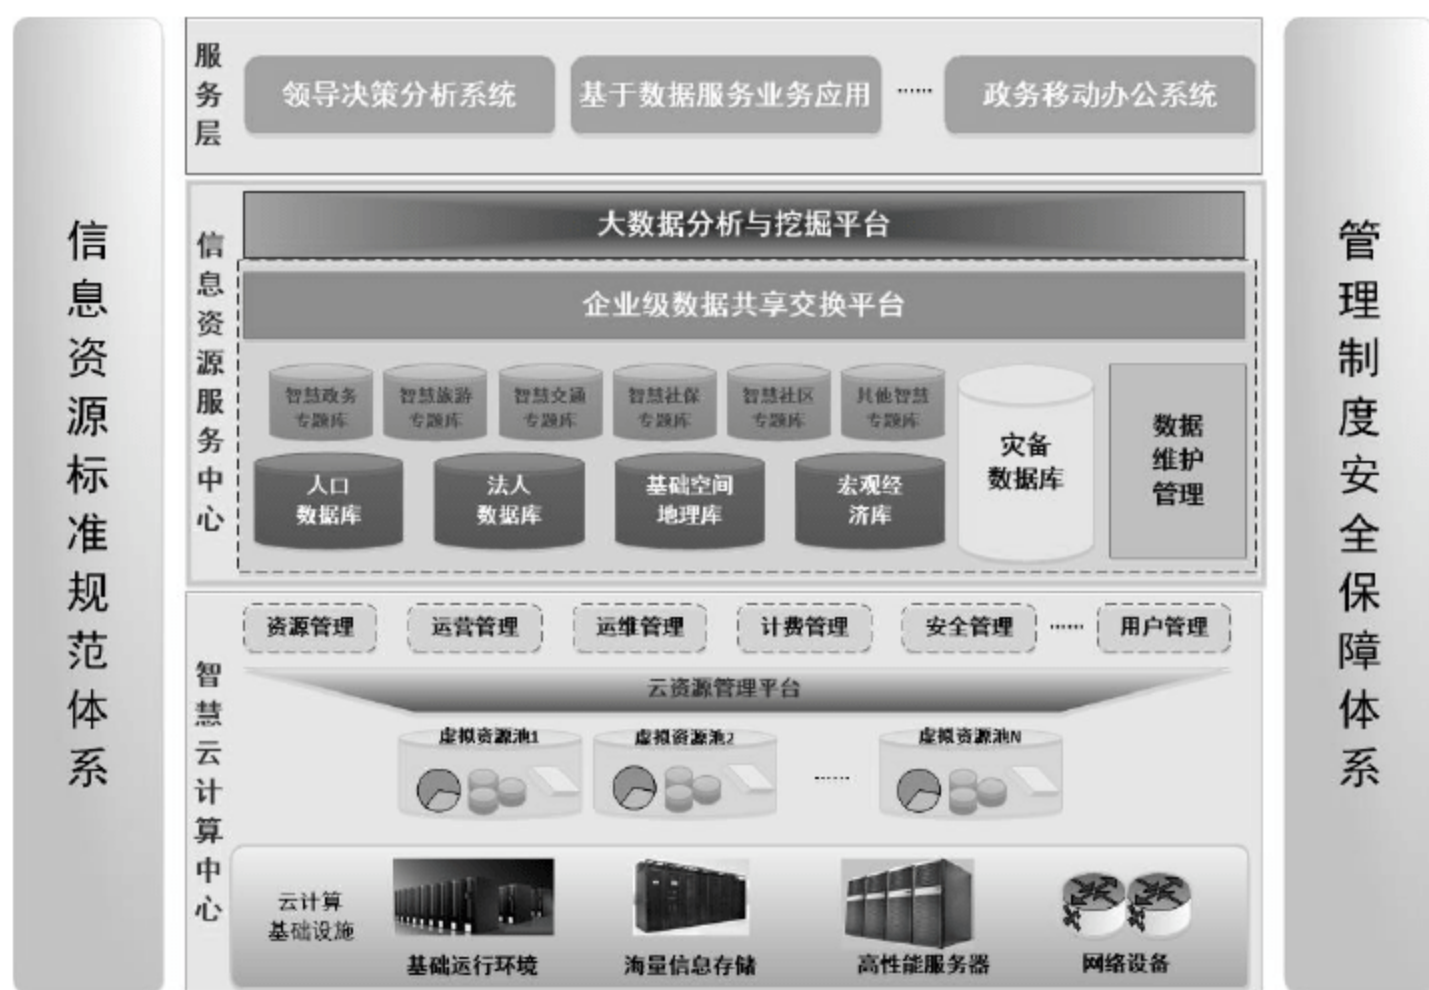 信息资源标准规范体系
服务层
领导决策分析系统
基于数据服务业务应用
……
政务移动办公系统
信息资源服务中心
大数据分析与挖掘平台
企业级数据共享交换平台
智慧政务
专题库
智慧旅游
专题库
智慧交通
专题库
智慧社保
专题库
智慧社区
专题库
其他智慧
专题库
人口
数据库
法人
数据库
基础空间
地理库
宏观经
济库
灾备
数据库
数据
维护
管理
智慧云计算中心
资源管理
运营管理
运维管理
计费管理
安全管理
……
用户管理
云资源管理平台
虚拟资源池1
虚拟资源池2
……
虚拟资源池N
云计算
基础设施
基础运行环境
海量信息存储
高性能服务器
网络设备
管理制度安全保障体系